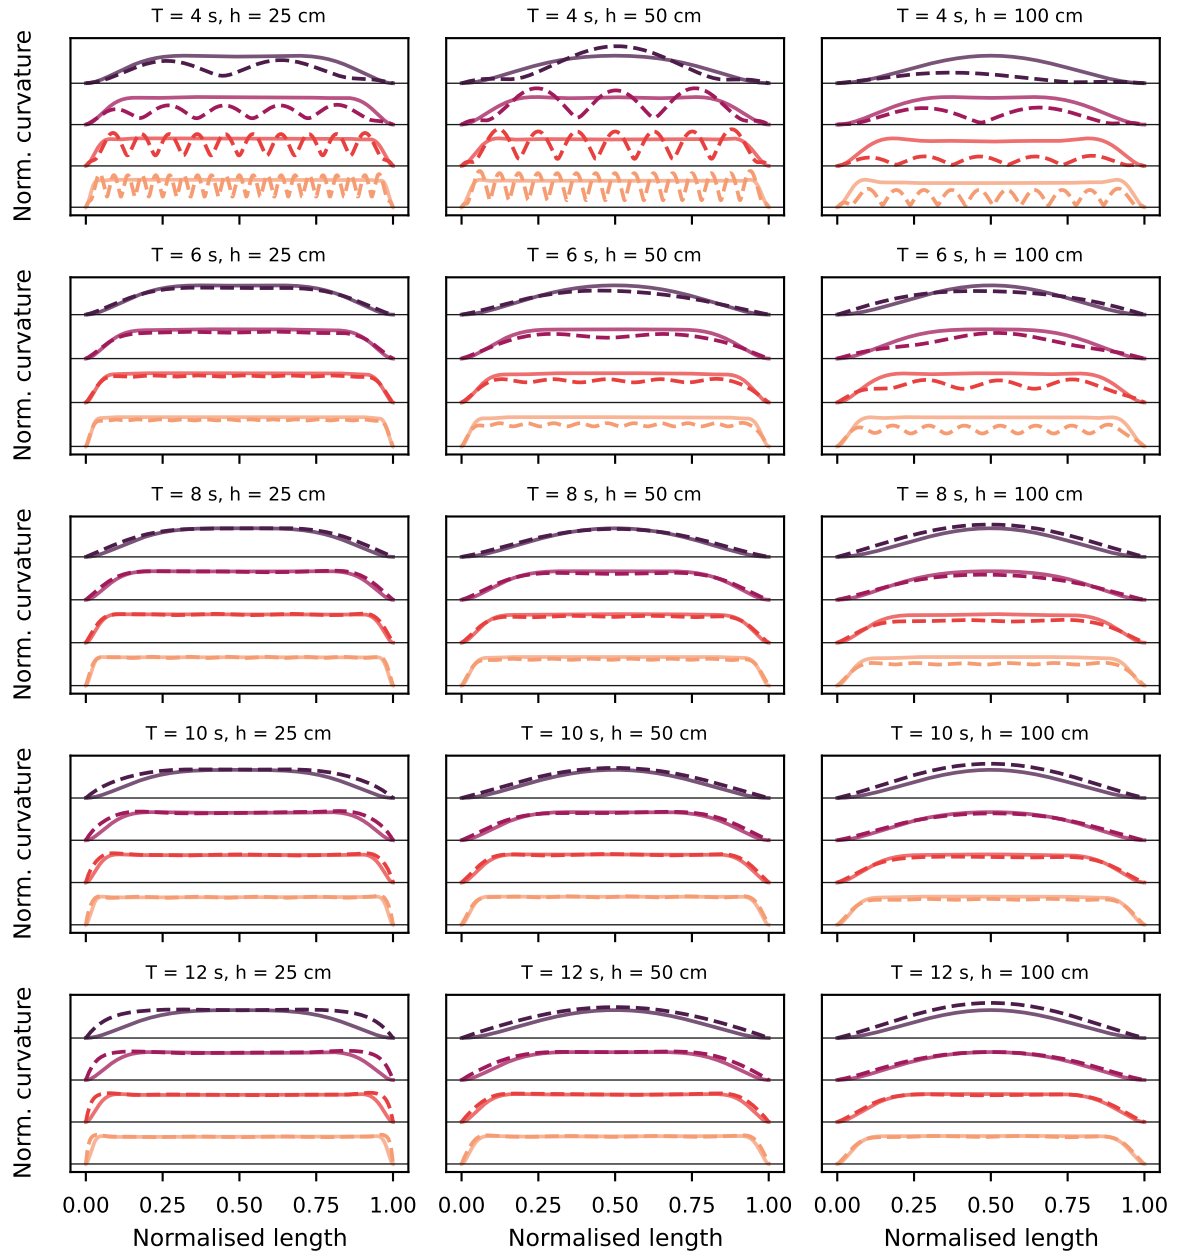 T = 4 s, h = 25 cm
T = 4 s, h = 50 cm
T = 4 s, h = 100 cm
Norm. curvature
T = 6 s, h = 25 cm
T = 6 s, h = 50 cm
T = 6 s, h = 100 cm
Norm. curvature
T = 8 s, h = 25 cm
T = 8 s, h = 50 cm
T = 8 s, h = 100 cm
Norm. curvature
T = 10 s, h = 25 cm
T = 10 s, h = 50 cm
T = 10 s, h = 100 cm
Norm. curvature
T = 12 s, h = 25 cm
T = 12 s, h = 50 cm
T = 12 s, h = 100 cm
Norm. curvature
0.00 0.25 0.50 0.75 1.00
0.00 0.25 0.50 0.75 1.00
0.00 0.25 0.50 0.75 1.00
Normalised length
Normalised length
Normalised length